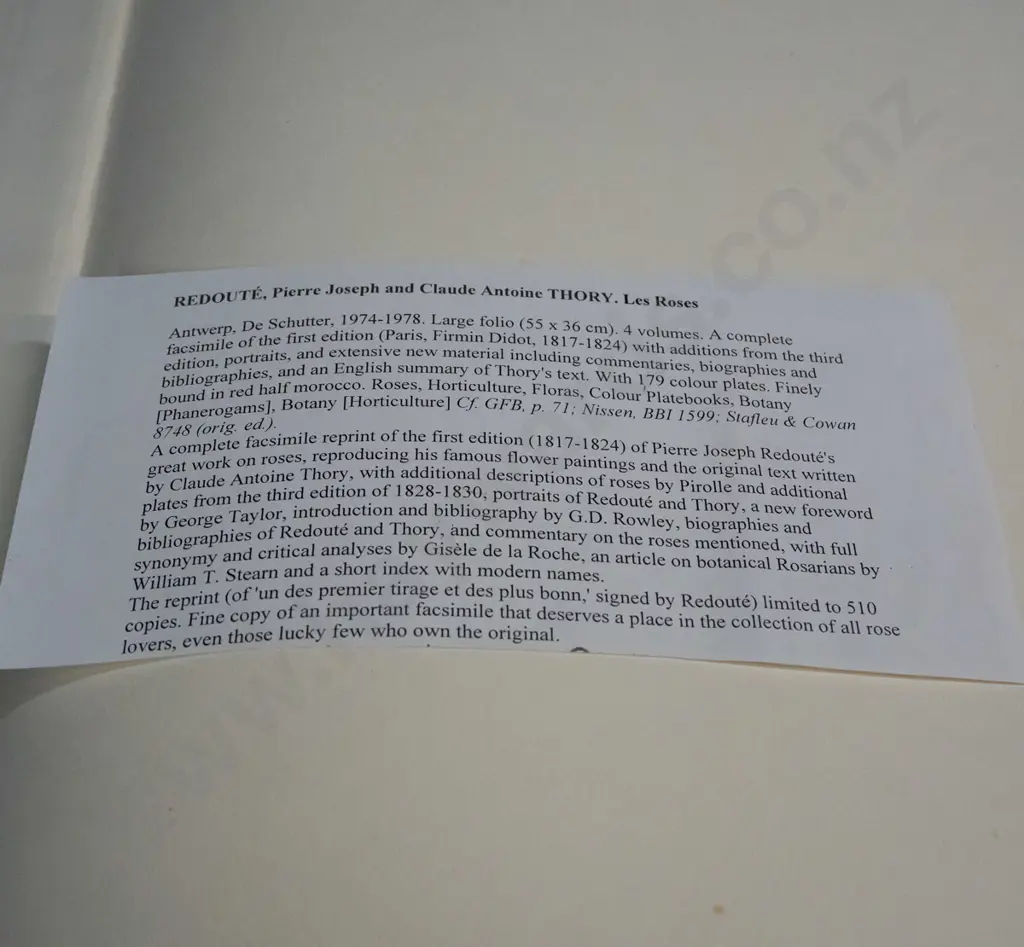 REDOUTÉ, Pierre Joseph and Claude Antoine THORY. Les Roses
Antwerp, De Schutter, 1974-1978. Large folio (55 x 36 cm). 4 volumes. A complete
facsimile of the first edition (Paris, Firmin Didot, 1817-1824) with additions from the third
edition, portraits, and extensive new material including commentaries, biographies and
bibliographies, and an English summary of Thory's text. With 179 colour plates. Finely
bound in red half morocco. Roses, Horticulture, Floras, Colour Platebooks, Botany
[Phanerogams], Botany [Horticulture] Cf. GFB, p. 71; Nissen, BBI 1599; Stafleu & Cowan
8748 (orig. ed.).
A complete facsimile reprint of the first edition (1817-1824) of Pierre Joseph Redouté's
great work on roses, reproducing his famous flower paintings and the original text written
by Claude Antoine Thory, with additional descriptions of roses by Pirolle and additional
plates from the third edition of 1828-1830, portraits of Redouté and Thory, a new foreword
by George Taylor, introduction and bibliography by G.D. Rowley, biographies and
bibliographies of Redouté and Thory, and commentary on the roses mentioned, with full
synonymy and critical analyses by Gisèle de la Roche, an article on botanical Rosarians by
William T. Stearn and a short index with modern names.
The reprint (of 'un des premier tirage et des plus bonn,' signed by Redouté) limited to 510
copies. Fine copy of an important facsimile that deserves a place in the collection of all rose
lovers, even those lucky few who own the original.